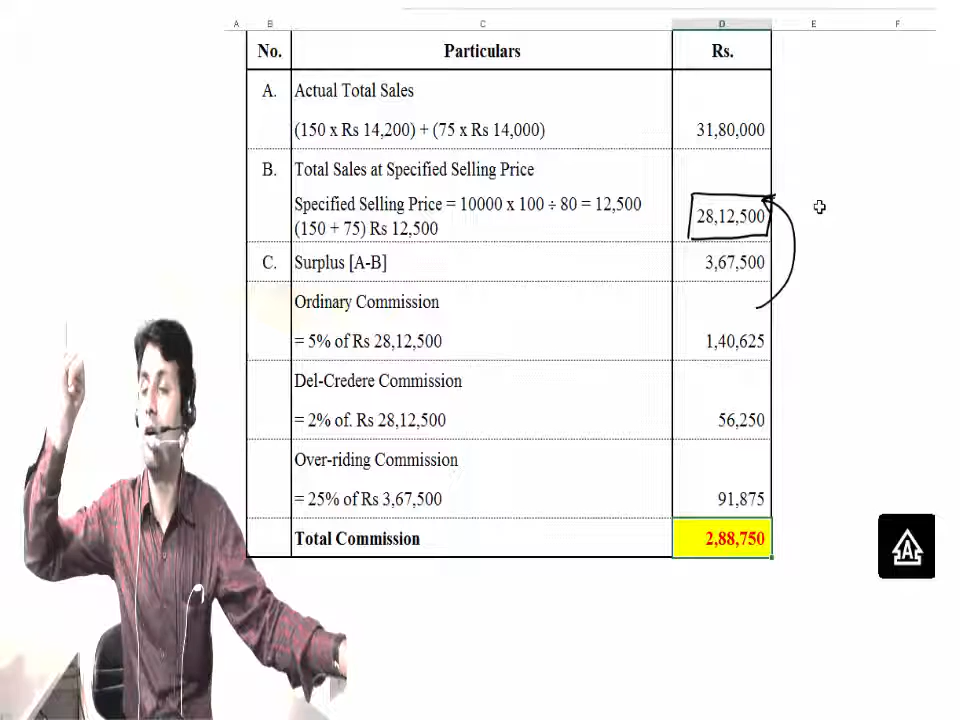 A B C D E F
No. Particulars Rs.
A. Actual Total Sales
(150 x Rs 14,200) + (75 x Rs 14,000) 31,80,000
B. Total Sales at Specified Selling Price
Specified Selling Price = 10000 x 100 ÷ 80 = 12,500
(150 + 75) Rs 12,500 28,12,500
C. Surplus [A-B] 3,67,500
Ordinary Commission
= 5% of Rs 28,12,500 1,40,625
Del-Credere Commission
= 2% of. Rs 28,12,500 56,250
Over-riding Commission
= 25% of Rs 3,67,500 91,875
Total Commission 2,88,750
A